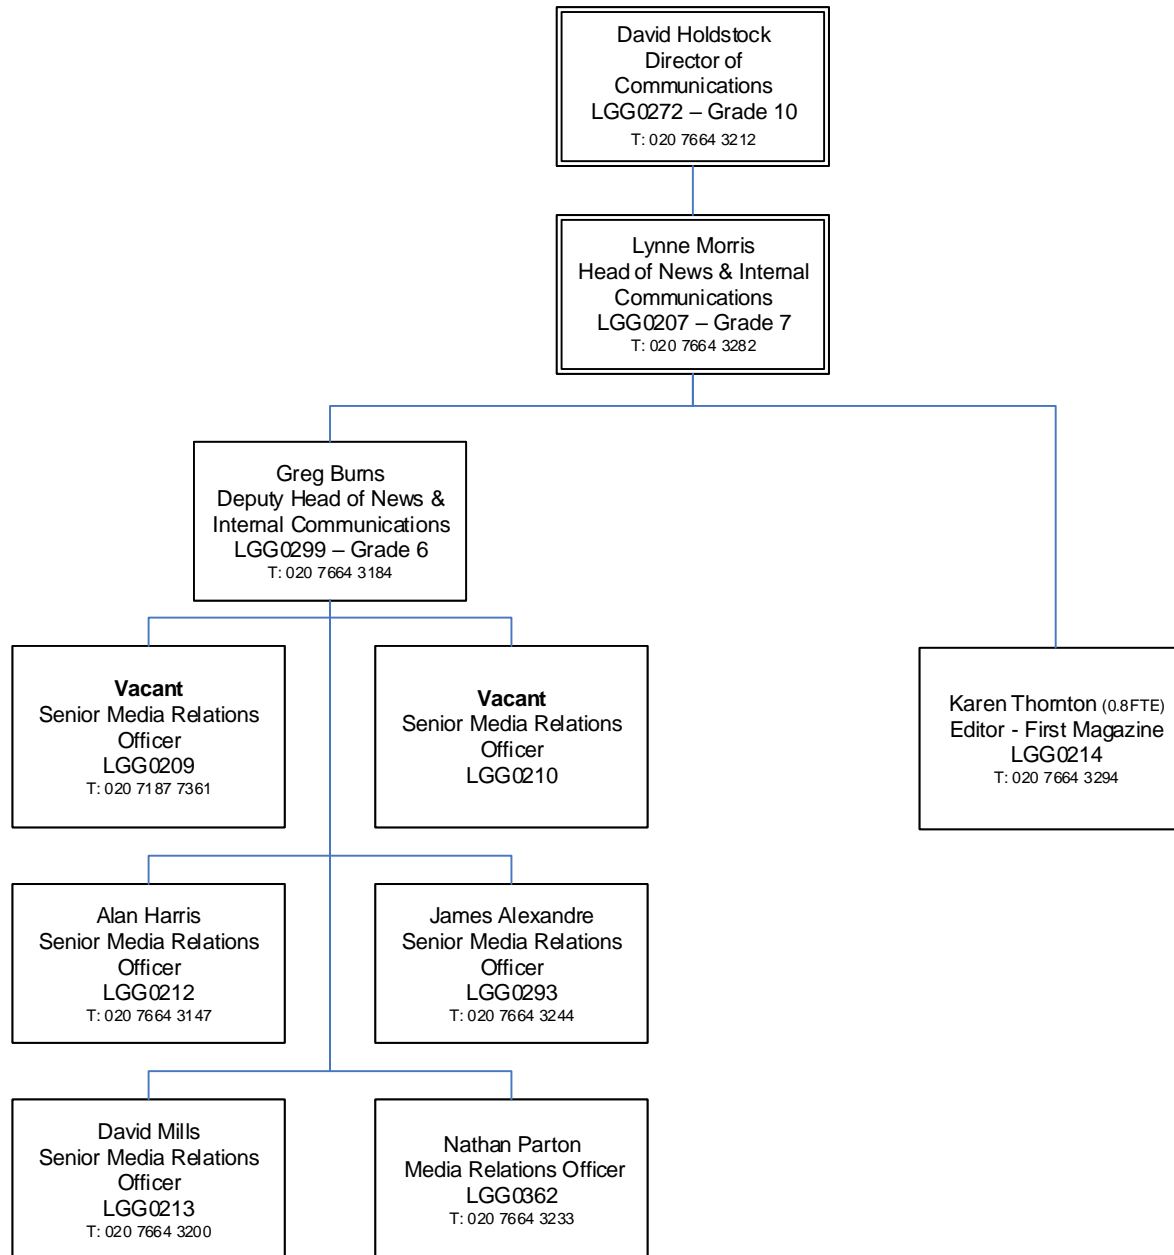 David Holdstock
Director of
Communications
LGG0272 – Grade 10
T: 020 7664 3212
Lynne Morris
Head of News & Internal
Communications
LGG0207 – Grade 7
T: 020 7664 3282
Greg Burns
Deputy Head of News &
Internal Communications
LGG0299 – Grade 6
T: 020 7664 3184
Vacant
Senior Media Relations
Officer
LGG0209
T: 020 7187 7361
Vacant
Senior Media Relations
Officer
LGG0210
Karen Thornton (0.8FTE)
Editor - First Magazine
LGG0214
T: 020 7664 3294
Alan Harris
Senior Media Relations
Officer
LGG0212
T: 020 7664 3147
James Alexandre
Senior Media Relations
Officer
LGG0293
T: 020 7664 3244
David Mills
Senior Media Relations
Officer
LGG0213
T: 020 7664 3200
Nathan Parton
Media Relations Officer
LGG0362
T: 020 7664 3233